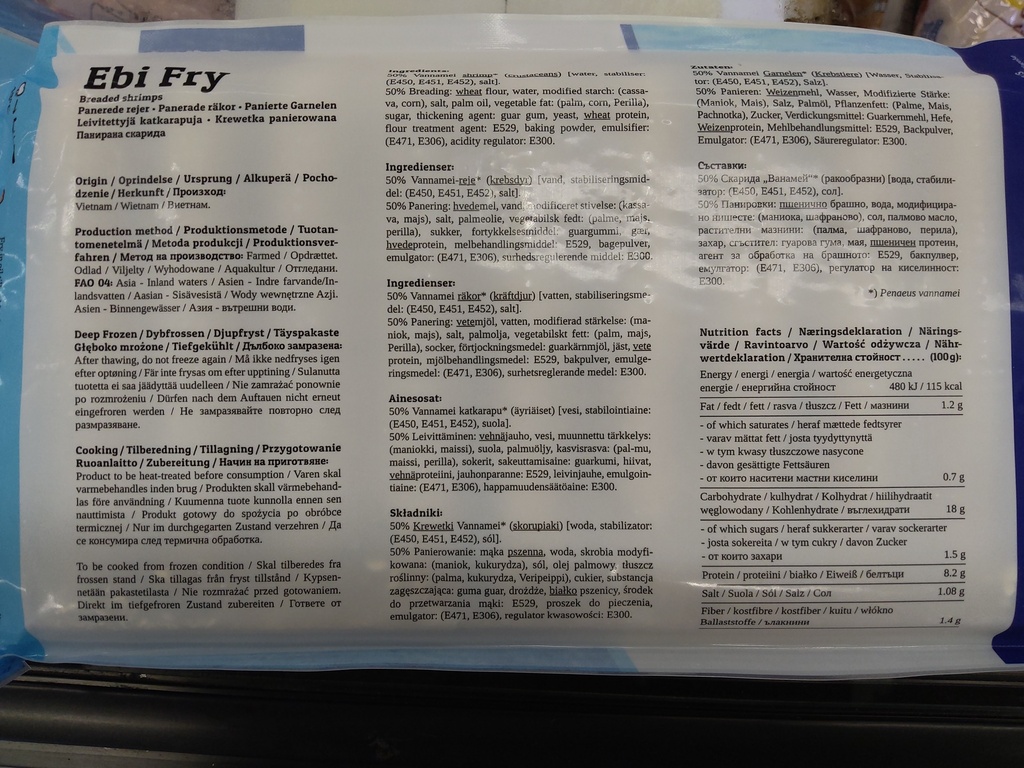 Ebi Fry
Breaded shrimps
Panerede rejer • Panerade räkor • Panierte Garnelen
Leivitettyjä katkarapuja • Krewetka panierowana
Панирана скарида
Origin / Oprindelse / Ursprung / Alkuperä / Pocho-
dzenie / Herkunft / Произход:
Vietnam / Wietnam / Виетнам.
Production method / Produktionsmetode / Tuotan-
tomenetelmä / Metoda produkcji / Produktionsver-
fahren / Метод на производство: Farmed / Opdrættet.
Odlad / Viljelty / Wyhodowane / Aquakultur / Отгледани.
FAO 04: Asia - Inland waters / Asien - Indre farvande/In-
landsvatten / Aasian - Sisävesistä / Wody wewnętrzne Azji.
Asien - Binnengewässer / Азия - вътрешни води.
Deep Frozen / Dybfrossen / Djupfryst / Täyspakaste
Głęboko mrożone / Tiefgekühlt / Дълбоко замразена:
After thawing, do not freeze again / Må ikke nedfryses igen
efter optøning / Får inte frysas om efter upptining / Sulanutta
tuotetta ei saa jäädyttää uudelleen / Nie zamrażać ponownie
po rozmrożeniu / Dürfen nach dem Auftauen nicht erneut
eingefroren werden / Не замразявайте повторно след
размразяване.
Cooking / Tilberedning / Tillagning / Przygotowanie
Ruoanlaitto / Zubereitung / Начин на приготвяне:
Product to be heat-treated before consumption / Varen skal
varmebehandles inden brug / Produkten skall värmebehand-
las före användning / Kuumenna tuote kunnolla ennen sen
nauttimista / Produkt gotowy do spożycia po obróbce
termicznej / Nur im durchgegarten Zustand verzehren / Да
се консумира след термична обработка.
To be cooked from frozen condition / Skal tilberedes fra
frossen stand / Ska tillagas från fryst tillstånd / Kypsen-
netään pakastetilasta / Nie rozmrażać przed gotowaniem.
Direkt im tiefgefroren Zustand zubereiten / Гответе от
замразени.
Ingredients:
50% Vannamei shrimp* (crustaceans) [water, stabiliser:
(E450, E451, E452), salt].
50% Breading: wheat flour, water, modified starch: (cassa-
va, corn), salt, palm oil, vegetable fat: (palm, corn, Perilla),
sugar, thickening agent: guar gum, yeast, wheat protein,
flour treatment agent: E529, baking powder, emulsifier:
(E471, E306), acidity regulator: E300.
Ingredienser:
50% Vannamei-reje* (krebsdyr) [vand, stabiliseringsmid-
del: (E450, E451, E452), salt].
50% Panering: hvedemel, vand, modificeret stivelse: (kassa-
va, majs), salt, palmeolie, vegetabilsk fedt: (palme, majs,
perilla), sukker, fortykkelsesmiddel: guargummi, gær,
hvedeprotein, melbehandlingsmiddel: E529, bagepulver,
emulgator: (E471, E306), surhedsregulerende middel: E300.
Ingredienser:
50% Vannamei räkor* (kräftdjur) [vatten, stabiliseringsme-
del: (E450, E451, E452), salt].
50% Panering: vetemjöl, vatten, modifierad stärkelse: (ma-
niok, majs), salt, palmolja, vegetabilskt fett: (palm, majs,
Perilla), socker, förtjockningsmedel: guarkärnmjöl, jäst, vete
protein, mjölbehandlingsmedel: E529, bakpulver, emulge-
ringsmedel: (E471, E306), surhetsreglerande medel: E300.
Ainesosat:
50% Vannamei katkarapu* (äyriäiset) [vesi, stabilointiaine:
(E450, E451, E452), suola].
50% Leivittäminen: vehnäjauho, vesi, muunnettu tärkkelys:
(maniokki, maissi), suola, palmuöljy, kasvisrasva: (pal-mu,
maissi, perilla), sokerit, sakeuttamisaine: guarkumi, hiivat,
vehnäproteiini, jauhonparanne: E529, leivinjauhe, emulgoin-
tiaine: (E471, E306), happamuudensäätöaine: E300.
Składniki:
50% Krewetki Vannamei* (skorupiaki) [woda, stabilizator:
(E450, E451, E452), sól].
50% Panierowanie: mąka pszenna, woda, skrobia modyfi-
kowana: (maniok, kukurydza), sól, olej palmowy, tłuszcz
roślinny: (palma, kukurydza, Veripeippi), cukier, substancja
zagęszczająca: guma guar, drożdże, białko pszenicy, środek
do przetwarzania mąki: E529, proszek do pieczenia,
emulgator: (E471, E306), regulator kwasowości: E300.
Zutaten:
50% Vannamei Garnelen* (Krebstiere) [Wasser, Stabilisa-
tor: (E450, E451, E452), Salz].
50% Panieren: Weizenmehl, Wasser, Modifizierte Stärke:
(Maniok, Mais), Salz, Palmöl, Pflanzenfett: (Palme, Mais,
Pachnotka), Zucker, Verdickungsmittel: Guarkernmehl, Hefe,
Weizenprotein, Mehlbehandlungsmittel: E529, Backpulver,
Emulgator: (E471, E306), Säureregulator: E300.
Съставки:
50% Скарида „Ванамей“* (ракообразни) [вода, стабили-
затор: (E450, E451, E452), сол].
50% Панировки: пшенично брашно, вода, модифицира-
но нишесте: (маниока, шафраново), сол, палмово масло,
растителни мазнини: (палма, шафраново, перила),
захар, сгъстител: гуарова гума, мая, пшеничен протеин,
агент за обработка на брашното: E529, бакпулвер,
емулгатор: (E471, E306), регулатор на киселинност:
E300.
*) Penaeus vannamei
Nutrition facts / Næringsdeklaration / Närings-
värde / Ravintoarvo / Wartość odżywcza / Nähr-
wertdeklaration / Хранителна стойност..... (100g):
Energy / energi / energia / wartość energetyczna
energie / енергийна стойност 480 kJ / 115 kcal
Fat / fedt / fett / rasva / tłuszcz / Fett / мазнини 1.2 g
- of which saturates / heraf mættede fedtsyrer
- varav mättat fett / josta tyydyttynyttä
- w tym kwasy tłuszczowe nasycone
- davon gesättigte Fettsäuren
- от които наситени мастни киселини 0.7 g
Carbohydrate / kulhydrat / Kolhydrat / hiilihydraatit
węglowodany / Kohlenhydrate / въглехидрати 18 g
- of which sugars / heraf sukkerarter / varav sockerarter
- josta sokereita / w tym cukry / davon Zucker
- от които захари 1.5 g
Protein / proteiini / białko / Eiweiß / белтъци 8.2 g
Salt / Suola / Sól / Salz / Сол 1.08 g
Fiber / kostfibre / kostfiber / kuitu / włókno
Ballaststoffe / влакнини 1.4 g